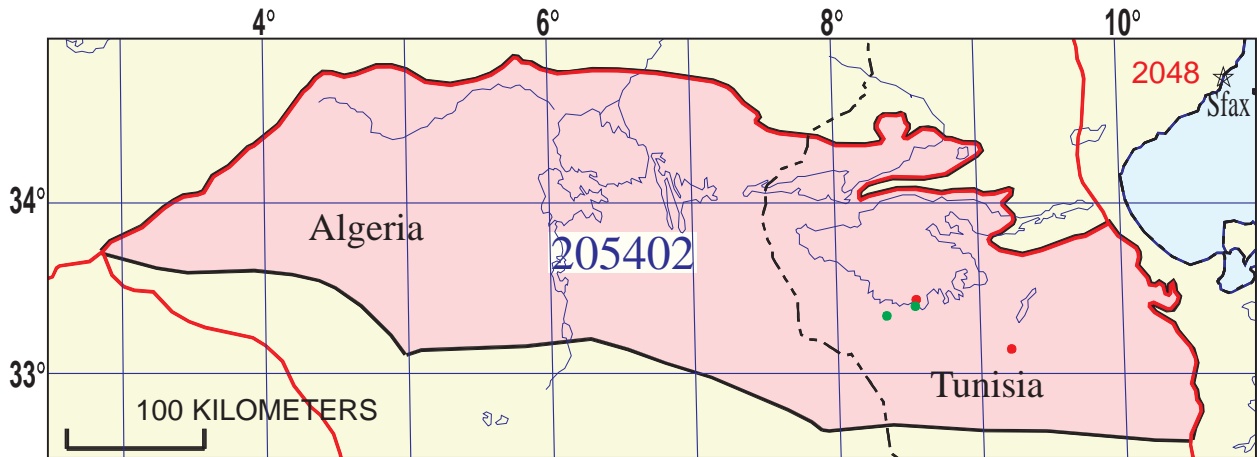 4° 6° 8° 10°
2048
Sfax
34°
Algeria
205402
33°
Tunisia
100 KILOMETERS